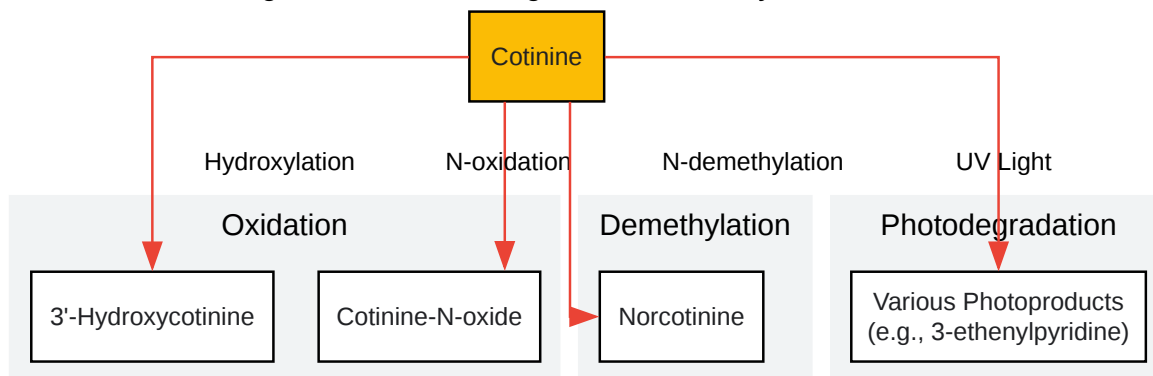 Cotinine
Hydroxylation
N-oxidation
N-demethylation
UV Light
Oxidation
Demethylation
Photodegradation
3'-Hydroxycotinine
Cotinine-N-oxide
Norcotinine
Various Photoproducts
(e.g., 3-ethenylpyridine)